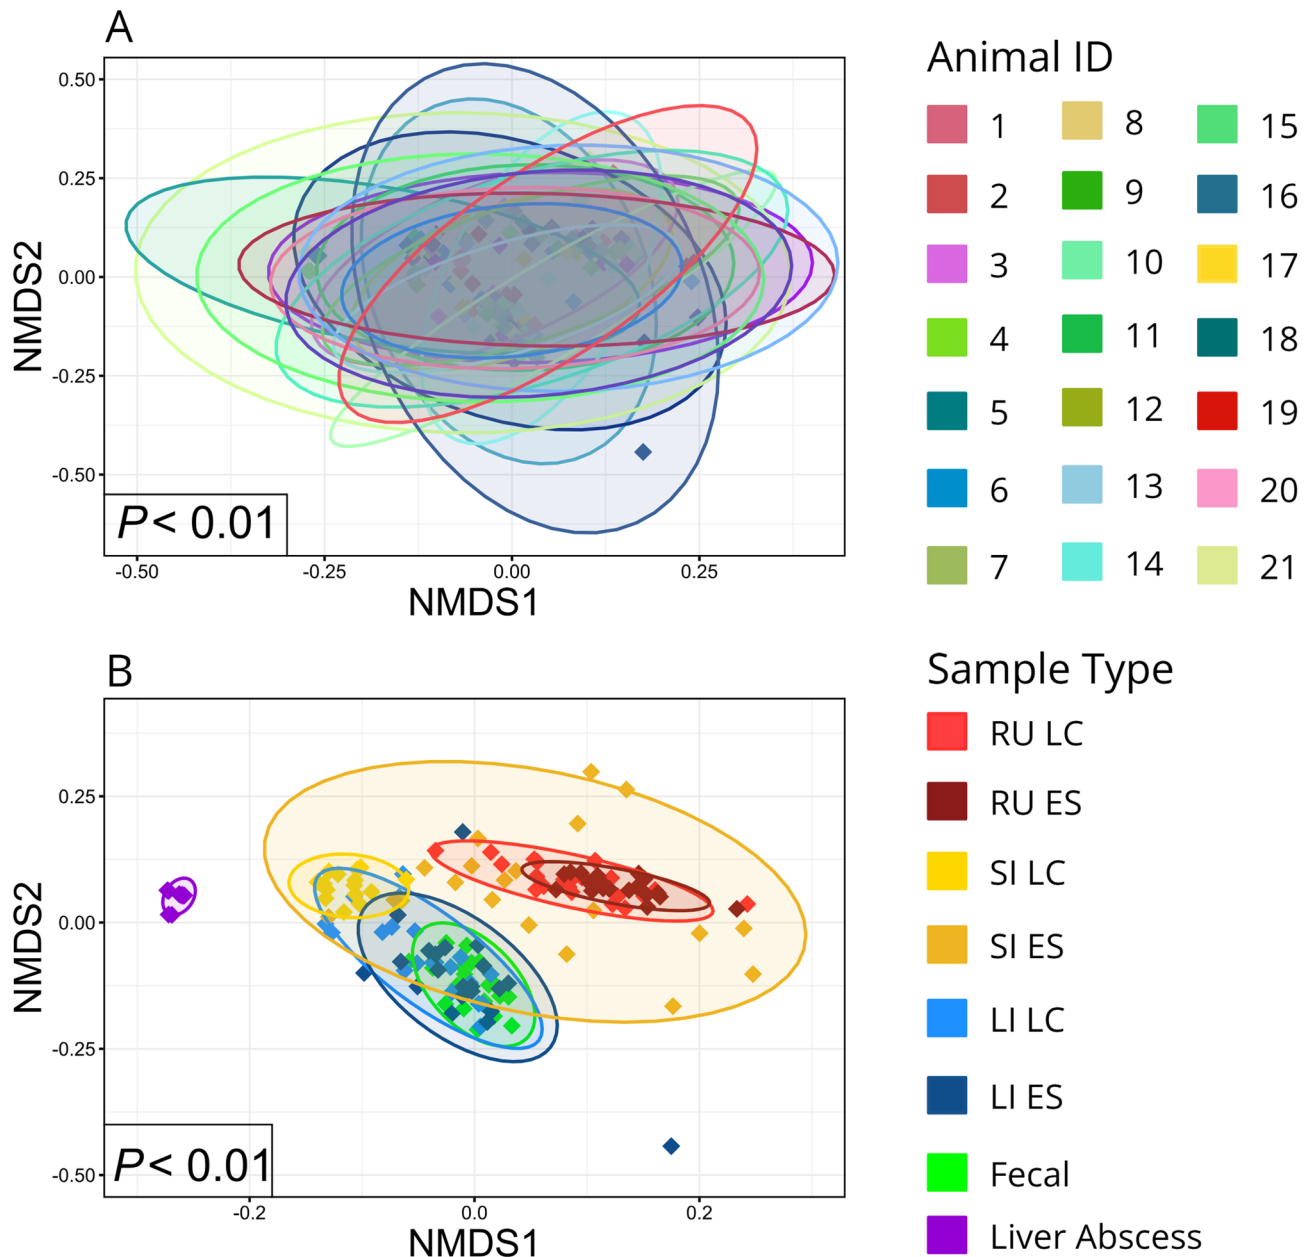 A
0.50
0.25
0.00
-0.25
-0.50
NMDS2
P< 0.01
-0.50 -0.25 0.00 0.25
NMDS1
Animal ID
1 8 15
2 9 16
3 10 17
4 11 18
5 12 19
6 13 20
7 14 21
B
0.25
0.00
-0.25
-0.50
NMDS2
P< 0.01
-0.2 0.0 0.2
NMDS1
Sample Type
RU LC
RU ES
SI LC
SI ES
LI LC
LI ES
Fecal
Liver Abscess